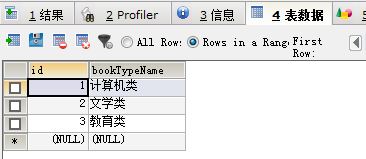 1 结果 2 Profiler 3 信息 4 表数据
All Row: Rows in a Rang First Row:
id bookTypeName
1 计算机类
2 文学类
3 教育类
* (NULL) (NULL)